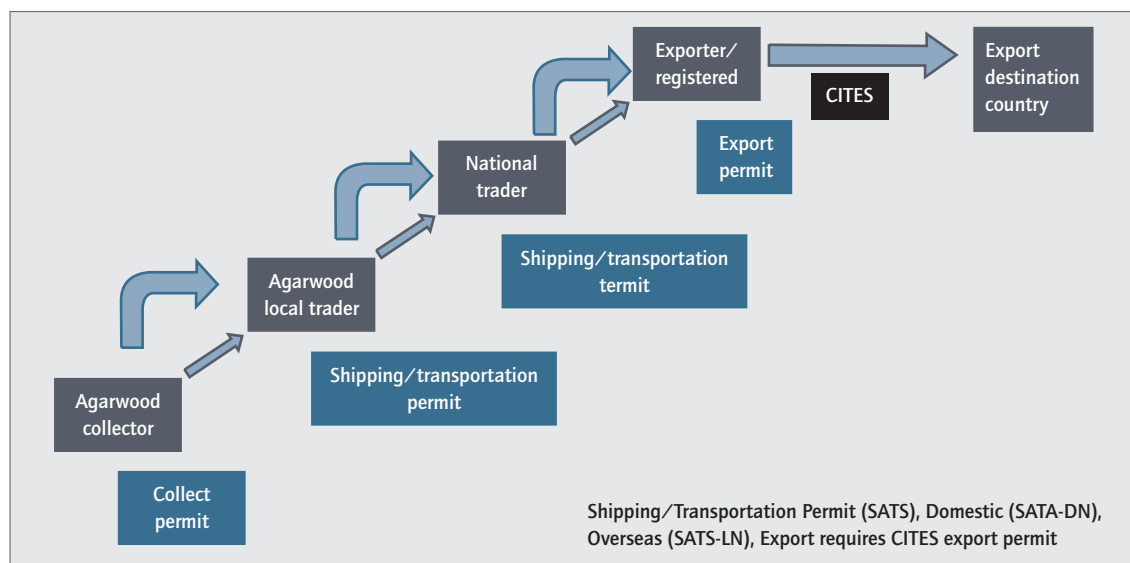 Exporter/
registered
Export
destination
country
CITES
Export
permit
National
trader
Shipping/transportation
termit
Agarwood
local trader
Shipping/transportation
permit
Agarwood
collector
Collect
permit
Shipping/Transportation Permit (SATS), Domestic (SATA-DN),
Overseas (SATS-LN), Export requires CITES export permit